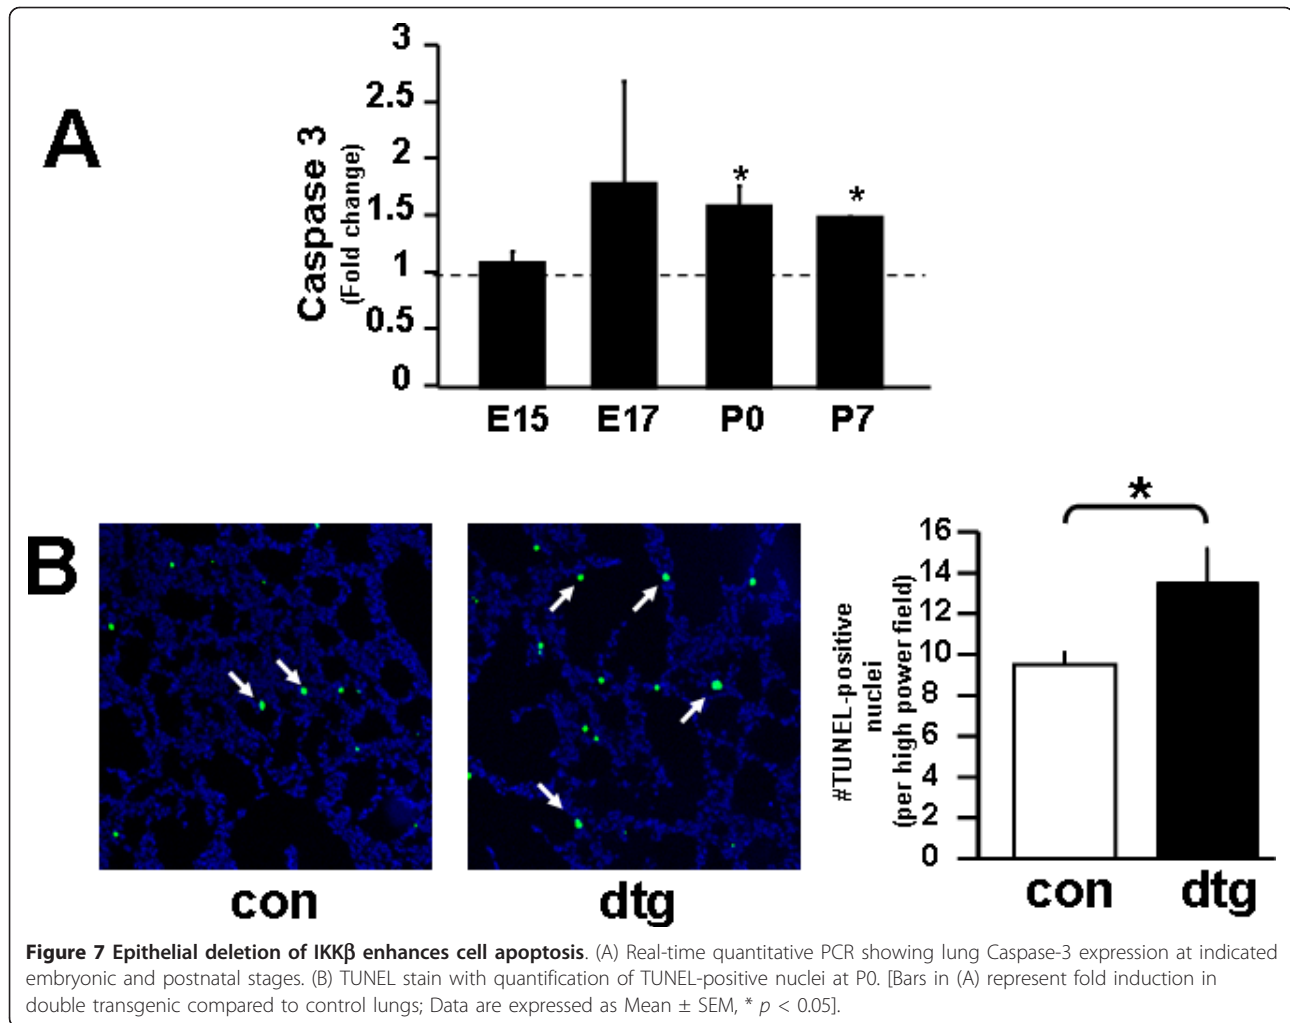 A
3
2.5
2
1.5
1
0.5
0
Caspase 3
(Fold change)
*
*
E15 E17 P0 P7
B
con
dtg
#TUNEL-positive
nuclei
(per high power field)
16
14
12
10
8
6
4
2
0
*
con dtg
Figure 7 Epithelial deletion of IKKβ enhances cell apoptosis. (A) Real-time quantitative PCR showing lung Caspase-3 expression at indicated
embryonic and postnatal stages. (B) TUNEL stain with quantification of TUNEL-positive nuclei at P0. [Bars in (A) represent fold induction in
double transgenic compared to control lungs; Data are expressed as Mean ± SEM, * p < 0.05].